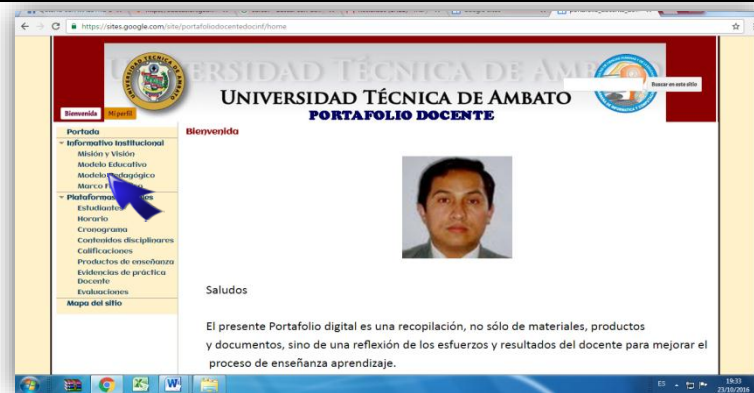 https://sites.google.com/site/portafoliodocentedocinf/home
UNIVERSIDAD TÉCNICA DE AMBATO
PORTAFOLIO DOCENTE
Buscar en este sitio
Bienvenida
Mi perfil
Portada
Informativo Institucional
Misión y Visión
Modelo Educativo
Modelo Pedagógico
Marco
Estudiantes
Horario
Cronograma
Contenidos disciplinares
Calificaciones
Productos de enseñanza
Evidencias de práctica
Docente
Evaluaciones
Mapa del sitio
Bienvenida
Saludos
El presente Portafolio digital es una recopilación, no sólo de materiales, productos
y documentos, sino de una reflexión de los esfuerzos y resultados del docente para mejorar el
proceso de enseñanza aprendizaje.
ES
19:33
23/10/2016